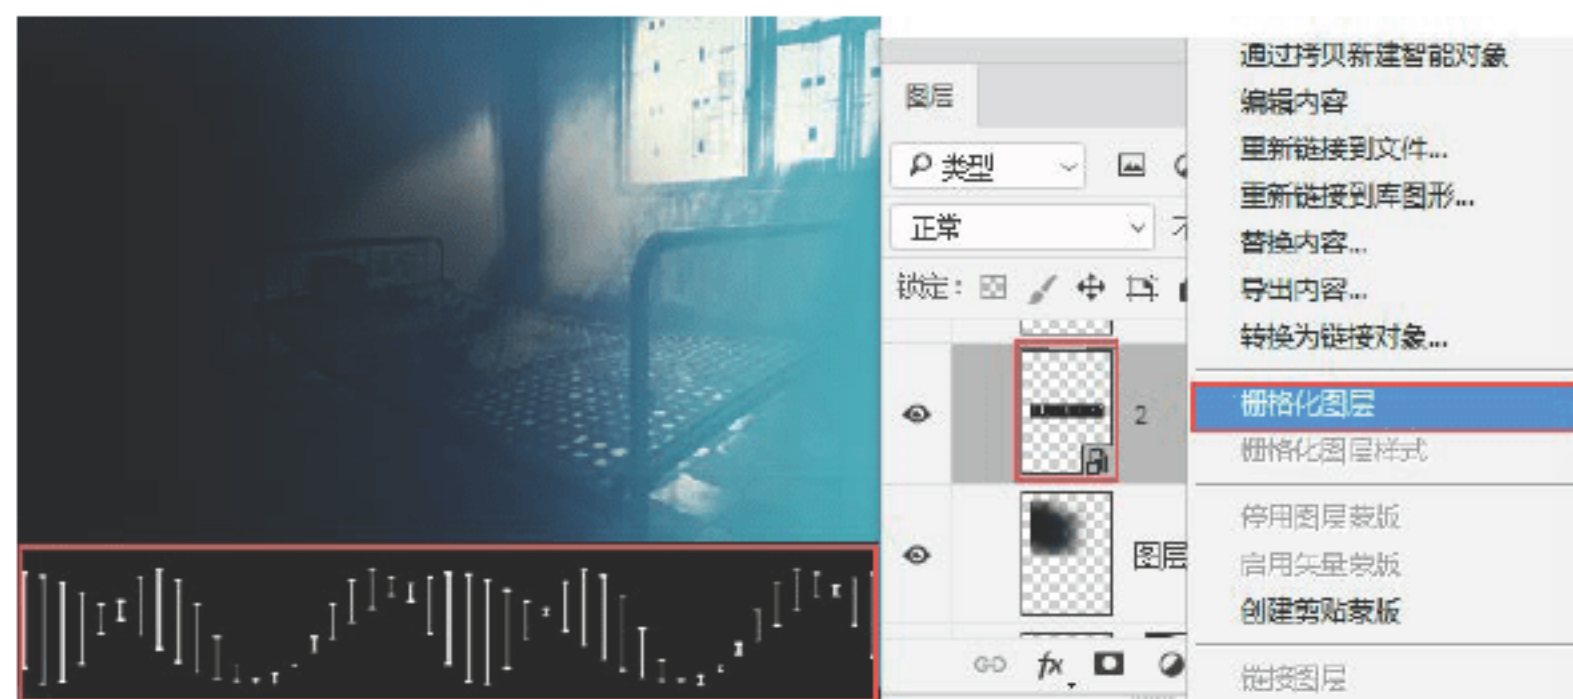 图层
类型
正常
锁定：
2
图层
fx
通过拷贝新建智能对象
编辑内容
重新链接到文件...
重新链接到库图形...
替换内容...
导出内容...
转换为链接对象...
栅格化图层
栅格化图层样式
停用图层蒙版
启用矢量蒙版
创建剪贴蒙版
链接图层